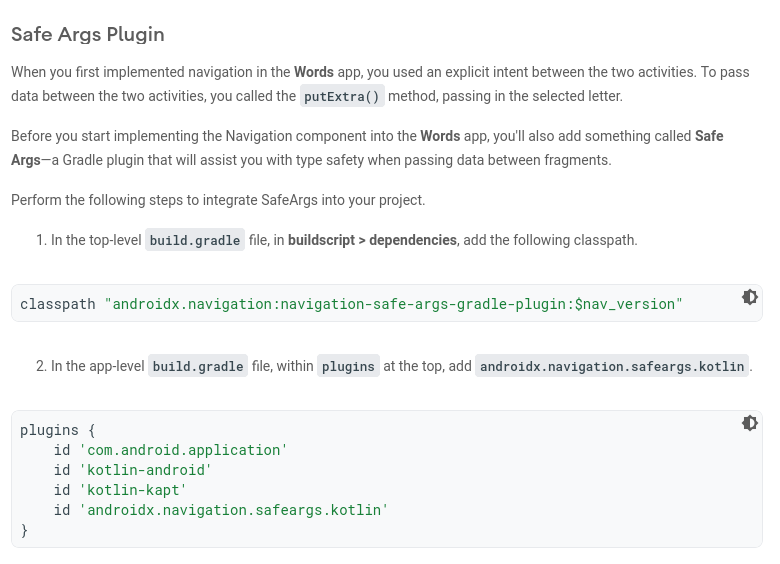 Safe Args Plugin
When you first implemented navigation in the Words app, you used an explicit intent between the two activities. To pass
data between the two activities, you called the putExtra() method, passing in the selected letter.
Before you start implementing the Navigation component into the Words app, you'll also add something called Safe
Args—a Gradle plugin that will assist you with type safety when passing data between fragments.
Perform the following steps to integrate SafeArgs into your project.
1. In the top-level build.gradle file, in buildscript > dependencies, add the following classpath.
classpath "androidx.navigation:navigation-safe-args-gradle-plugin:$nav_version"
2. In the app-level build.gradle file, within plugins at the top, add androidx.navigation.safeargs.kotlin.
plugins {
    id 'com.android.application'
    id 'kotlin-android'
    id 'kotlin-kapt'
    id 'androidx.navigation.safeargs.kotlin'
}